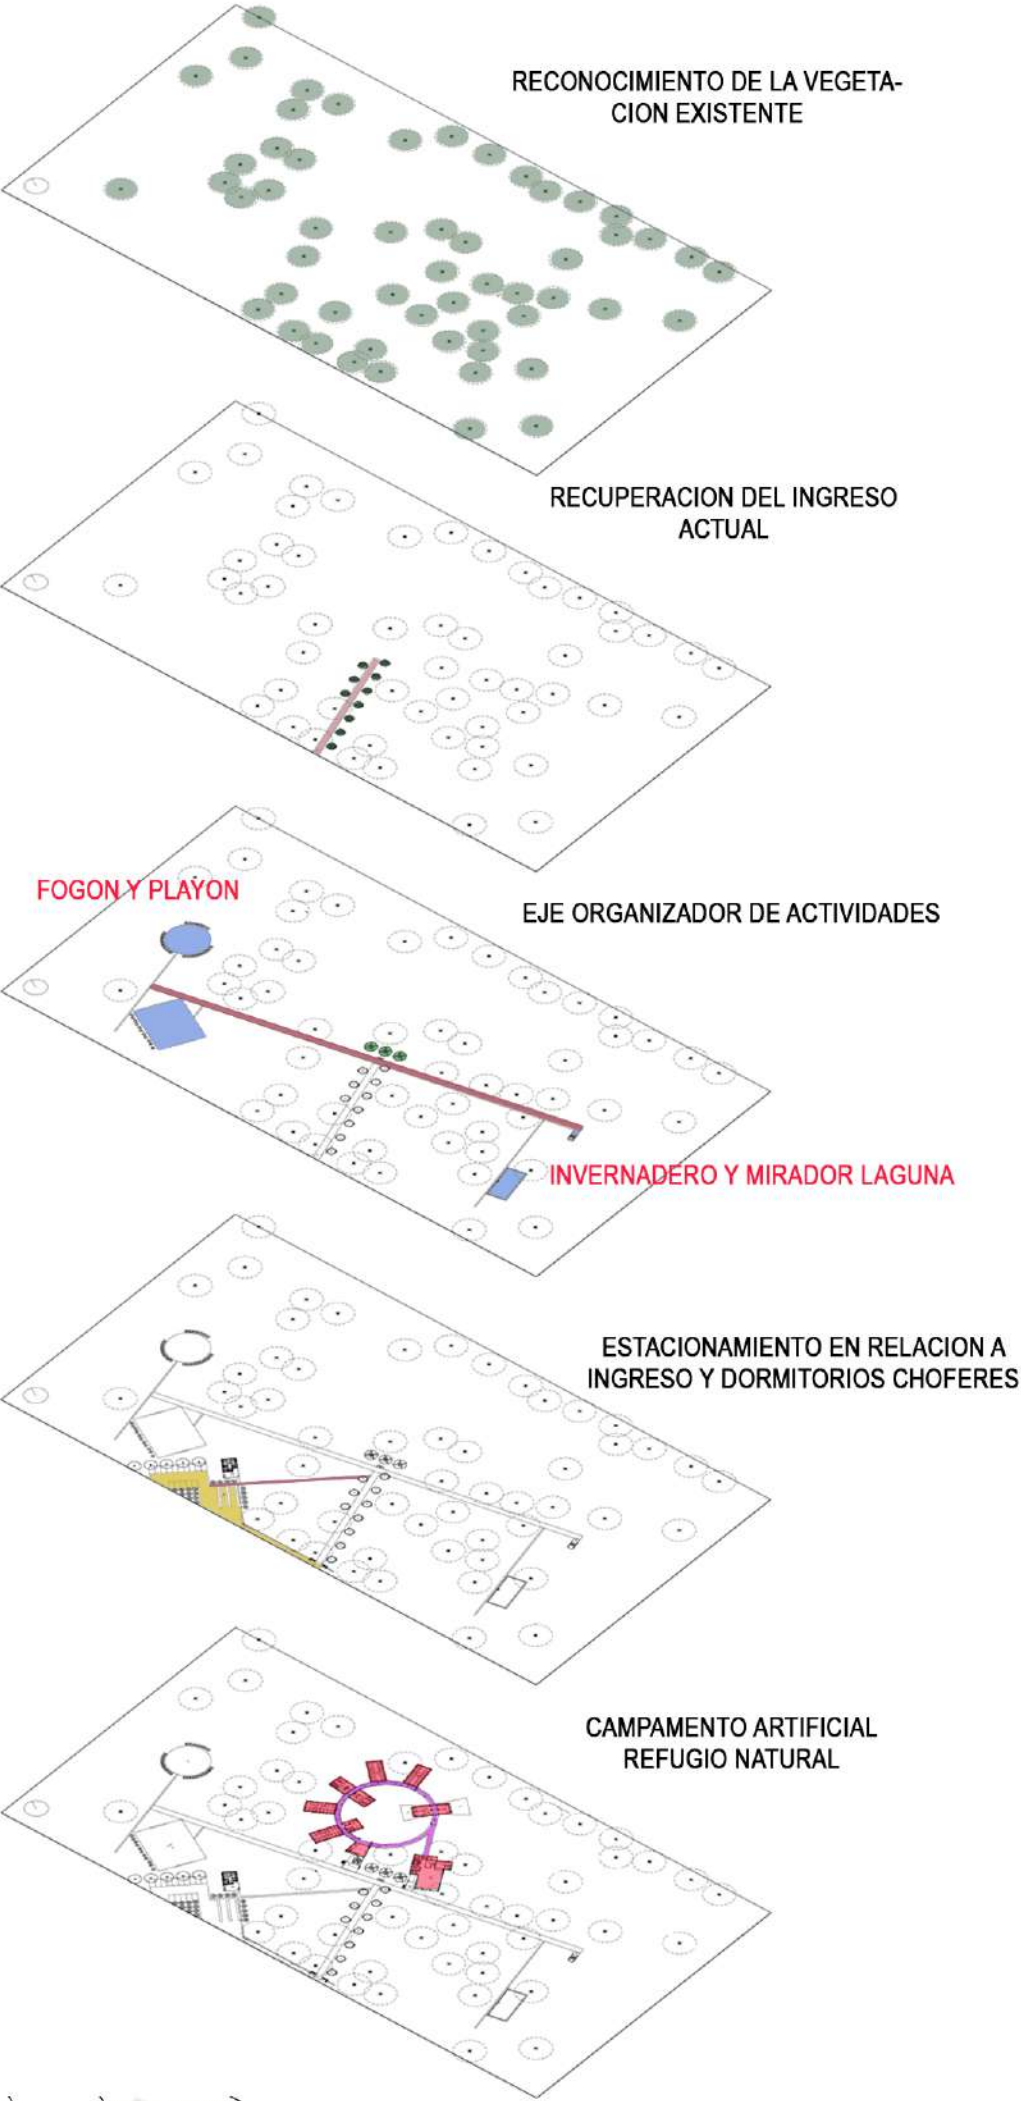 RECONOCIMIENTO DE LA VEGETA-
CION EXISTENTE
RECUPERACION DEL INGRESO
ACTUAL
FOGON Y PLAYON
EJE ORGANIZADOR DE ACTIVIDADES
INVERNADERO Y MIRADOR LAGUNA
ESTACIONAMIENTO EN RELACION A
INGRESO Y DORMITORIOS CHOFERES
CAMPAMENTO ARTIFICIAL
REFUGIO NATURAL